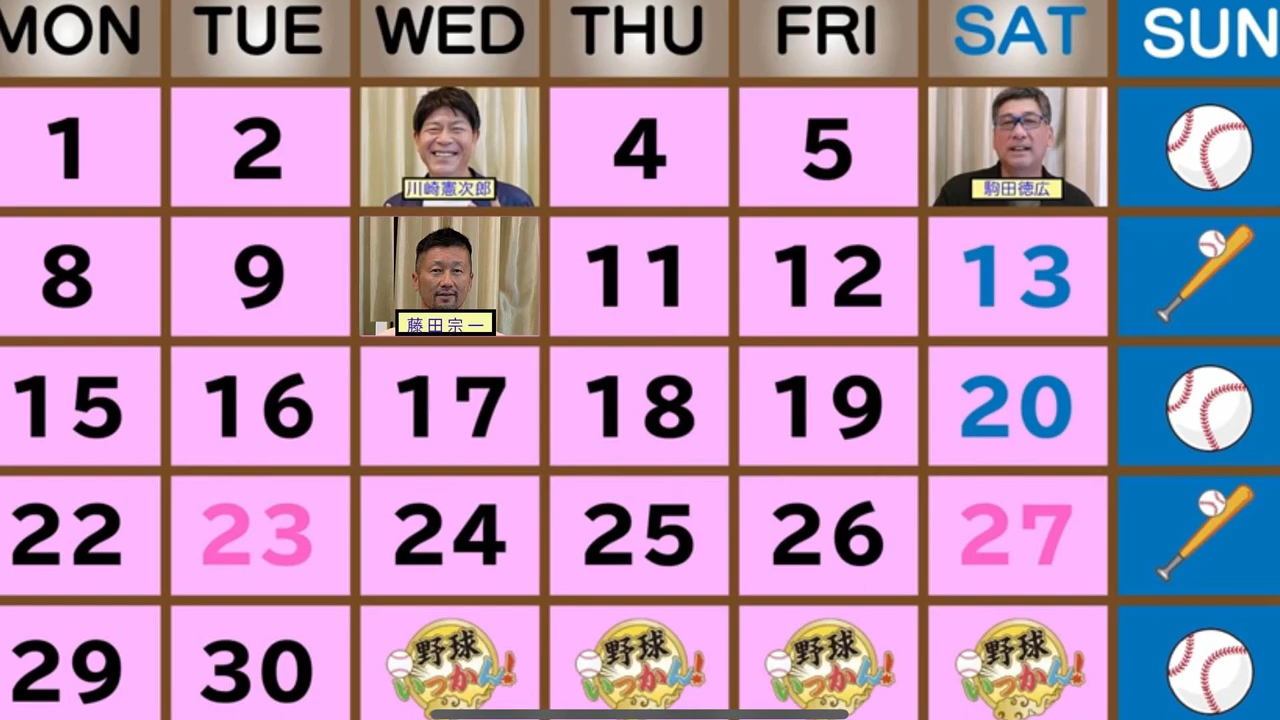 MON TUE WED THU FRI SAT SUN
1 2 川崎憲次郎 4 5 駒田徳広
8 9 藤田宗一 11 12 13
15 16 17 18 19 20
22 23 24 25 26 27
29 30 野球いっかん! 野球いっかん! 野球いっかん! 野球いっかん!